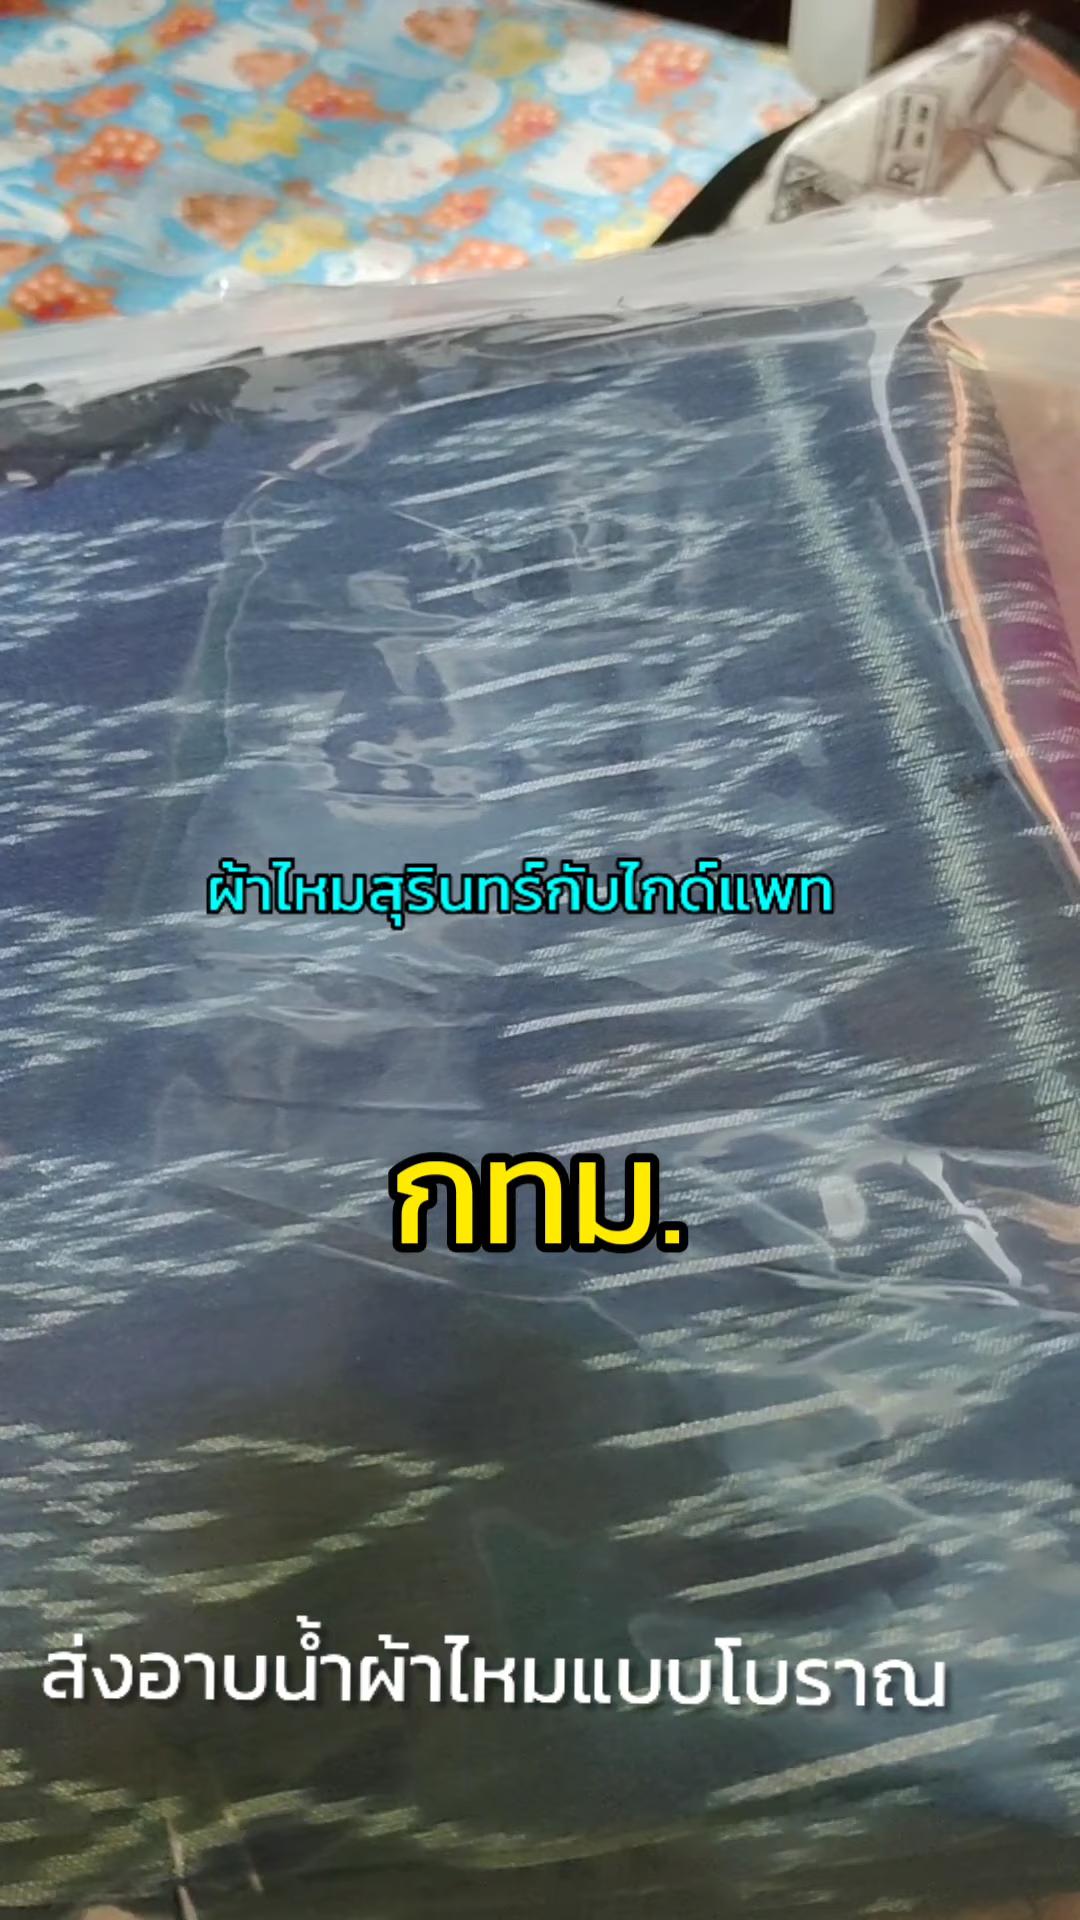 R
ผ้าไหมสุรินทร์กับไกด์แพท
กทม.
ส่งอาบน้ำผ้าไหมแบบโบราณ